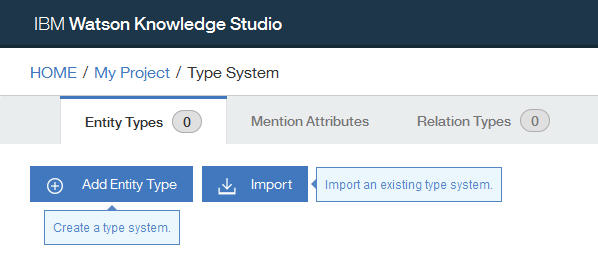 IBM Watson Knowledge Studio
HOME / My Project / Type System
Entity Types 0 Mention Attributes Relation Types 0
Add Entity Type Import Import an existing type system.
Create a type system.